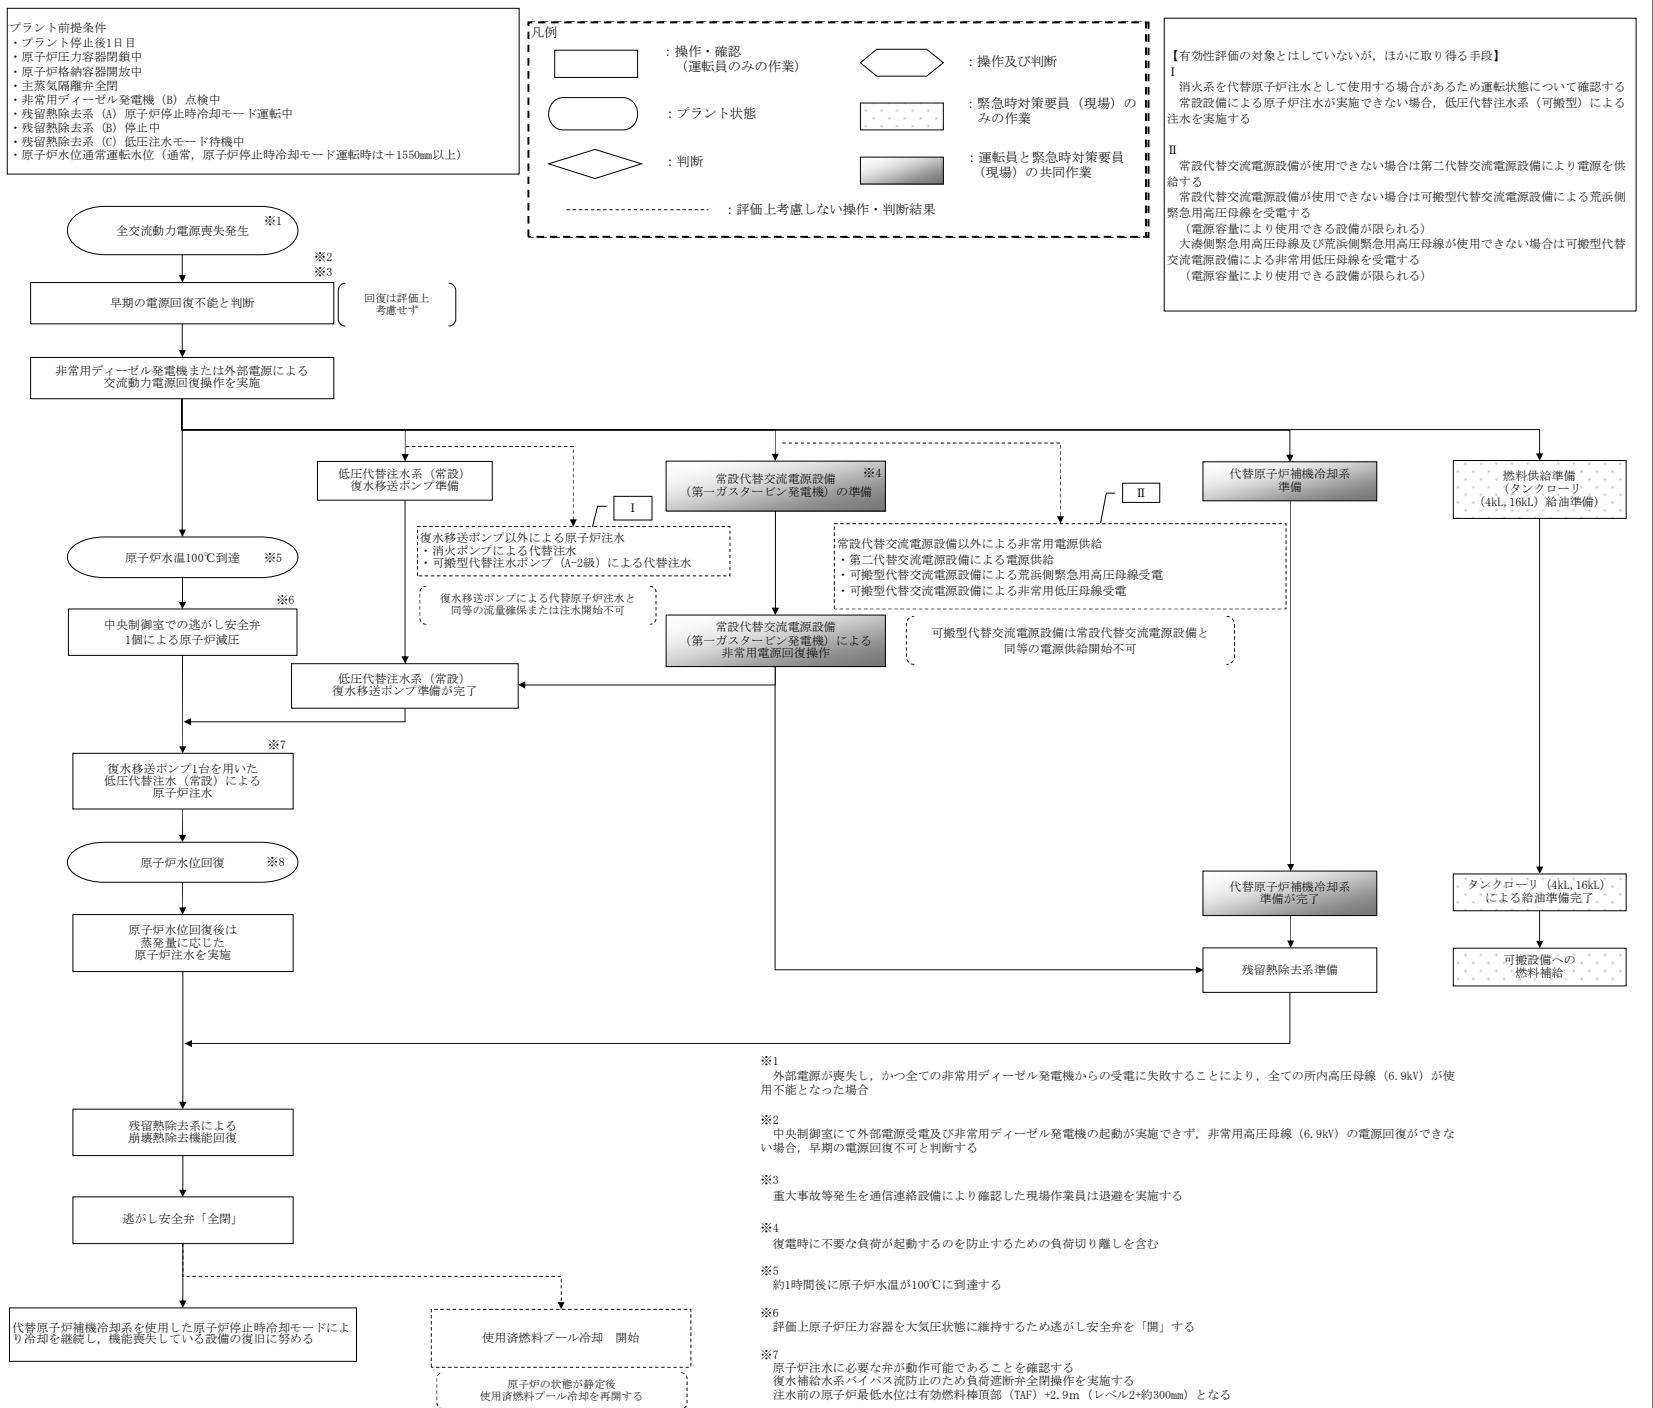 プラント前提条件
・プラント停止後1日目
・原子炉圧力容器閉鎖中
・原子炉格納容器開放中
・主蒸気隔離弁全閉
・非常用ディーゼル発電機（B）点検中
・残留熱除去系（A）原子炉停止時冷却モード運転中
・残留熱除去系（B）停止中
・残留熱除去系（C）低圧注水モード待機中
・原子炉水位通常運転水位（通常，原子炉停止時冷却モード運転時は＋1550mm以上）
凡例
：操作・確認
（運転員のみの作業）
：プラント状態
：判断
：操作及び判断
：緊急時対策要員（現場）の
みの作業
：運転員と緊急時対策要員
（現場）の共同作業
：評価上考慮しない操作・判断結果
【有効性評価の対象とはしていないが，ほかに取り得る手段】
Ⅰ
消火系を代替原子炉注水として使用する場合があるため運転状態について確認する
常設設備による原子炉注水が実施できない場合，低圧代替注水系（可搬型）による
注水を実施する
Ⅱ
常設代替交流電源設備が使用できない場合は第二代替交流電源設備により電源を供
給する
常設代替交流電源設備が使用できない場合は可搬型代替交流電源設備による荒浜側
緊急用高圧母線を受電する
（電源容量により使用できる設備が限られる）
大湊側緊急用高圧母線及び荒浜側緊急用高圧母線が使用できない場合は可搬型代替
交流電源設備による非常用低圧母線を受電する
（電源容量により使用できる設備が限られる）
全交流動力電源喪失発生 ※1
※2
※3
早期の電源回復不能と判断
回復は評価上
考慮せず
非常用ディーゼル発電機または外部電源による
交流動力電源回復操作を実施
低圧代替注水系（常設）
復水移送ポンプ準備
常設代替交流電源設備 ※4
（第一ガスタービン発電機）の準備
代替原子炉補機冷却系
準備
燃料供給準備
（タンクローリ
(4kL,16kL）給油準備）
Ⅰ
Ⅱ
復水移送ポンプ以外による原子炉注水
・消火ポンプによる代替注水
・可搬型代替注水ポンプ（A-2級）による代替注水
復水移送ポンプによる代替原子炉注水と
同等の流量確保または注水開始不可
常設代替交流電源設備以外による非常用電源供給
・第二代替交流電源設備による電源供給
・可搬型代替交流電源設備による荒浜側緊急用高圧母線受電
・可搬型代替交流電源設備による非常用低圧母線受電
可搬型代替交流電源設備は常設代替交流電源設備と
同等の電源供給開始不可
原子炉水温100℃到達 ※5
※6
中央制御室での逃がし安全弁
1個による原子炉減圧
常設代替交流電源設備
（第一ガスタービン発電機）による
非常用電源回復操作
低圧代替注水系（常設）
復水移送ポンプ準備が完了
※7
復水移送ポンプ1台を用いた
低圧代替注水（常設）による
原子炉注水
原子炉水位回復 ※8
原子炉水位回復後は
蒸発量に応じた
原子炉注水を実施
代替原子炉補機冷却系
準備が完了
タンクローリ（4kL,16kL）
による給油準備完了
残留熱除去系準備
可搬設備への
燃料補給
残留熱除去系による
崩壊熱除去機能回復
逃がし安全弁「全閉」
代替原子炉補機冷却系を使用した原子炉停止時冷却モードによ
り冷却を継続し，機能喪失している設備の復旧に努める
使用済燃料プール冷却　開始
原子炉の状態が静定後
使用済燃料プール冷却を再開する
※1
外部電源が喪失し，かつ全ての非常用ディーゼル発電機からの受電に失敗することにより，全ての所内高圧母線（6.9kV）が使
用不能となった場合
※2
中央制御室にて外部電源受電及び非常用ディーゼル発電機の起動が実施できず，非常用高圧母線（6.9kV）の電源回復ができな
い場合，早期の電源回復不可と判断する
※3
重大事故等発生を通信連絡設備により確認した現場作業員は退避を実施する
※4
復電時に不要な負荷が起動するのを防止するための負荷切り離しを含む
※5
約1時間後に原子炉水温が100℃に到達する
※6
評価上原子炉圧力容器を大気圧状態に維持するため逃がし安全弁を「開」する
※7
原子炉注水に必要な弁が動作可能であることを確認する
復水補給水系バイパス流防止のため負荷遮断弁全閉操作を実施する
注水前の原子炉最低水位は有効燃料棒頂部（TAF）+2.9m（レベル2+約300mm）となる